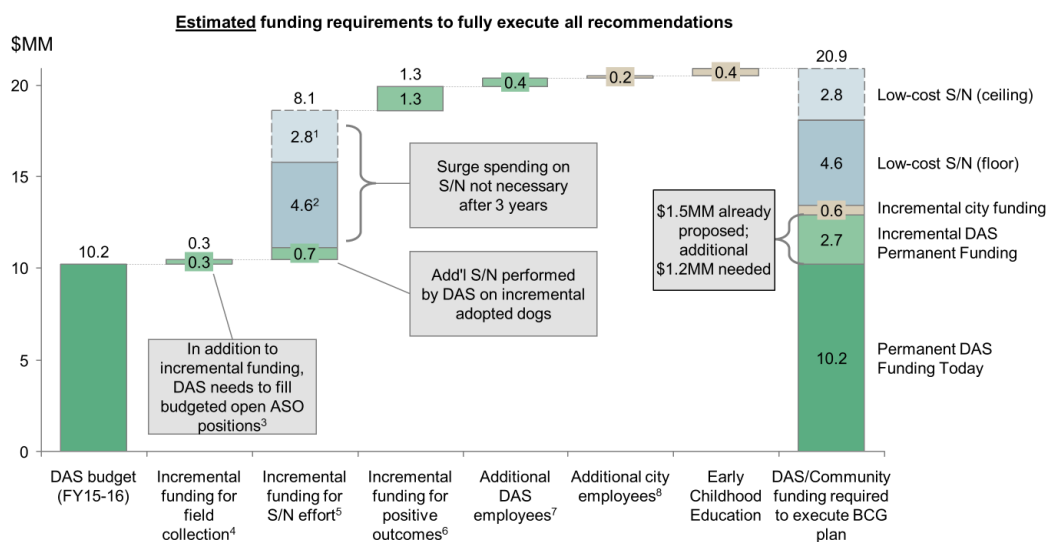 Estimated funding requirements to fully execute all recommendations
$MM
20
15
10
5
0
10.2
0.3
0.3
8.1
2.8¹
4.6²
0.7
1.3
1.3
0.4
0.2
0.4
20.9
2.8
4.6
0.6
2.7
10.2
Low-cost S/N (ceiling)
Low-cost S/N (floor)
Incremental city funding
Incremental DAS
Permanent Funding
Permanent DAS
Funding Today
Surge spending on
S/N not necessary
after 3 years
Add'l S/N performed
by DAS on incremental
adopted dogs
$1.5MM already
proposed;
additional
$1.2MM needed
In addition to
incremental funding,
DAS needs to fill
budgeted open ASO
positions³
DAS budget
(FY15-16)
Incremental
funding for
field
collection⁴
Incremental
funding for
S/N effort⁵
Incremental
funding for
positive
outcomes⁶
Additional
DAS
employees⁷
Additional city
employees⁸
Early
Childhood
Education
DAS/Community
funding required
to execute BCG
plan